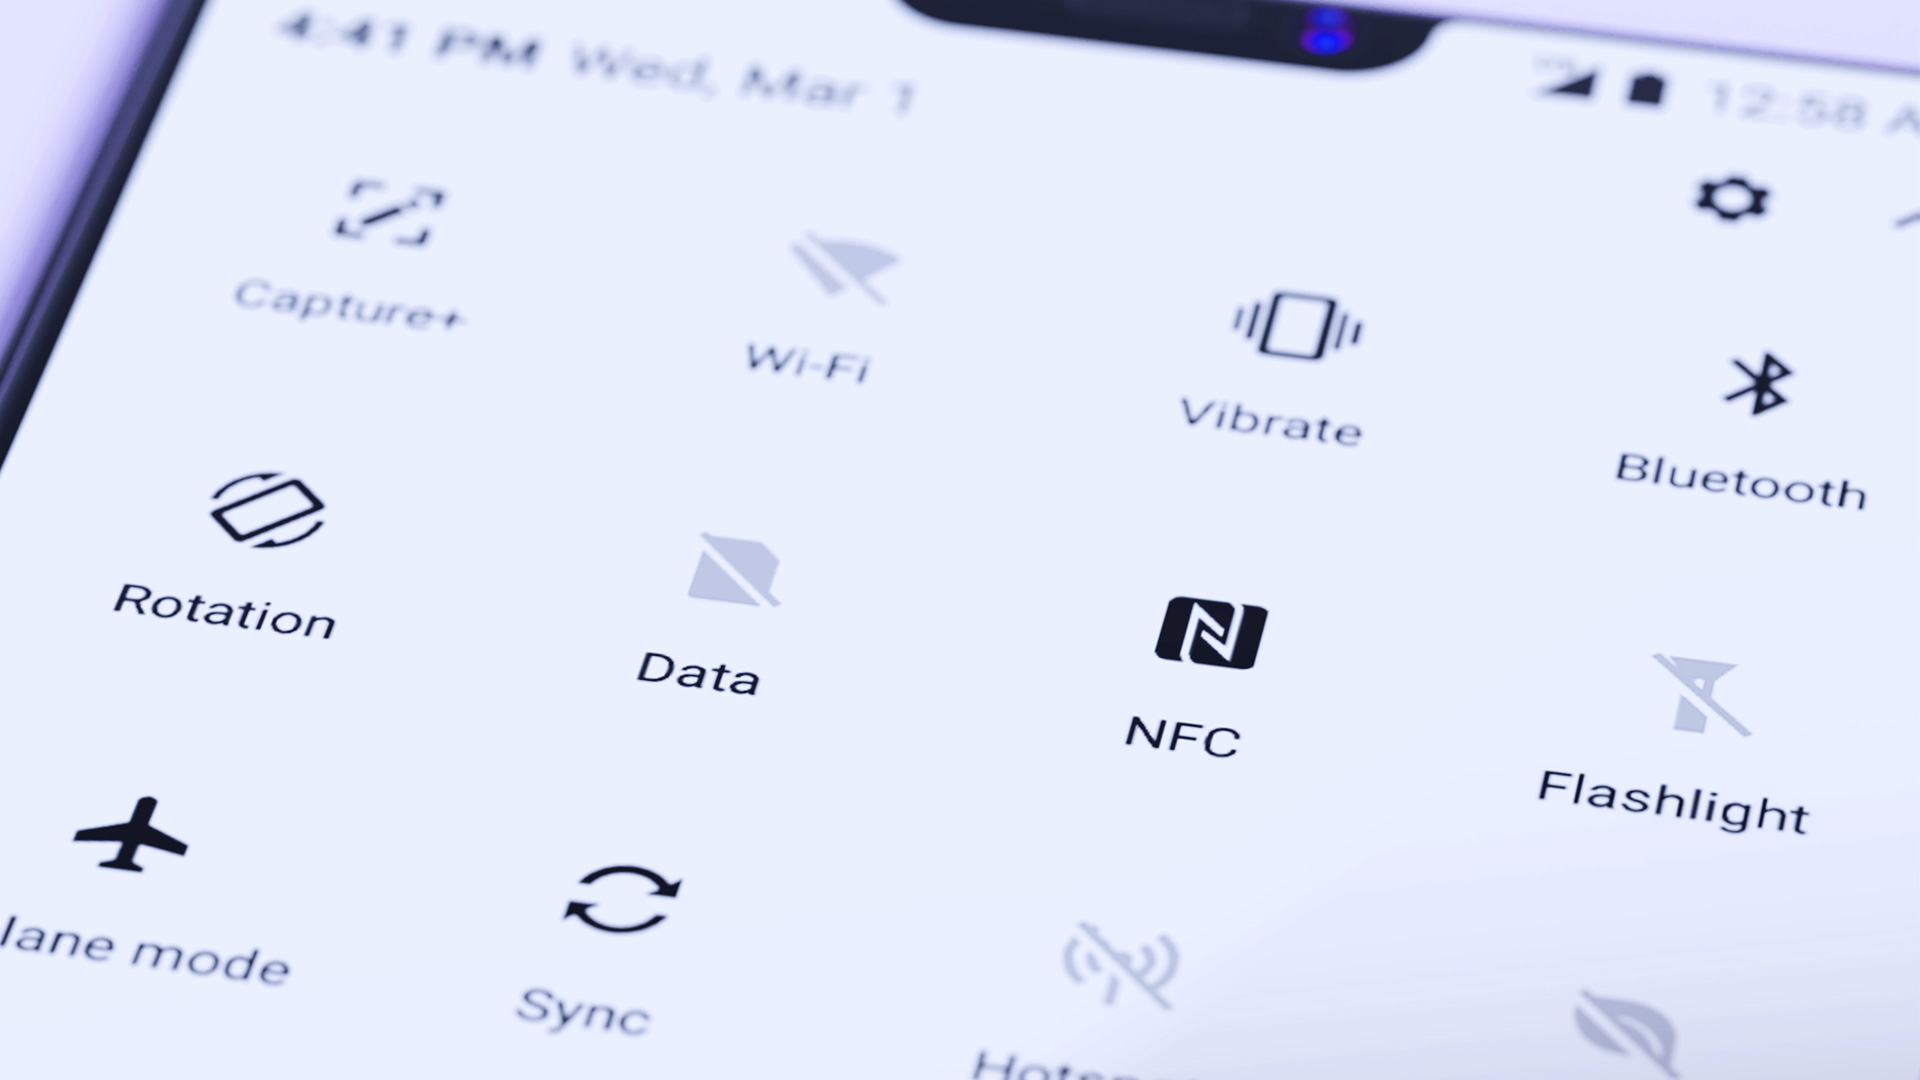 4:41 PM Wed, Mar 1
12:58 A
Capture+
Wi-Fi
Vibrate
Bluetooth
Rotation
Data
NFC
Flashlight
lane mode
Sync
Hotsp